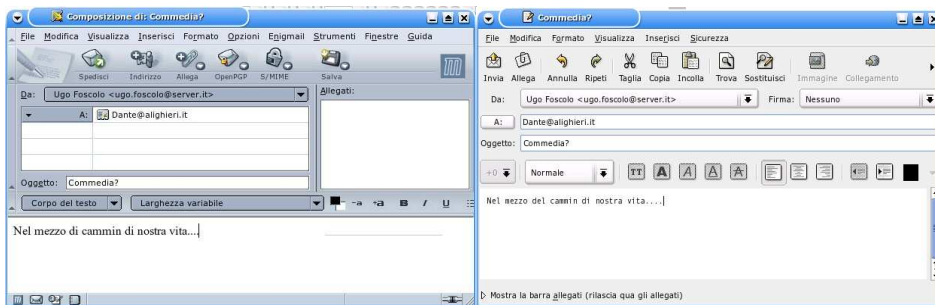 Composizione di: Commedia?
File Modifica Visualizza Inserisci Formato Opzioni Enigmail Strumenti Finestre Guida
Spedisci Indirizzo Allega OpenPGP S/MIME Salva
Da: Ugo Foscolo <ugo.foscolo@server.it>
Allegati:
A: Dante@alighieri.it
Oggetto: Commedia?
Corpo del testo Larghezza variabile -a -a B I U
Nel mezzo di cammin di nostra vita....
Commedia?
File Modifica Formato Visualizza Inserisci Sicurezza
Invia Allega Annulla Ripeti Taglia Copia Incolla Trova Sostituisci Immagine Collegamento
Da: Ugo Foscolo <ugo.foscolo@server.it> Firma: Nessuno
A: Dante@alighieri.it
Oggetto: Commedia?
+0 Normale TT A A A A
Nel mezzo del cammin di nostra vita....
Mostra la barra allegati (rilascia qua gli allegati)